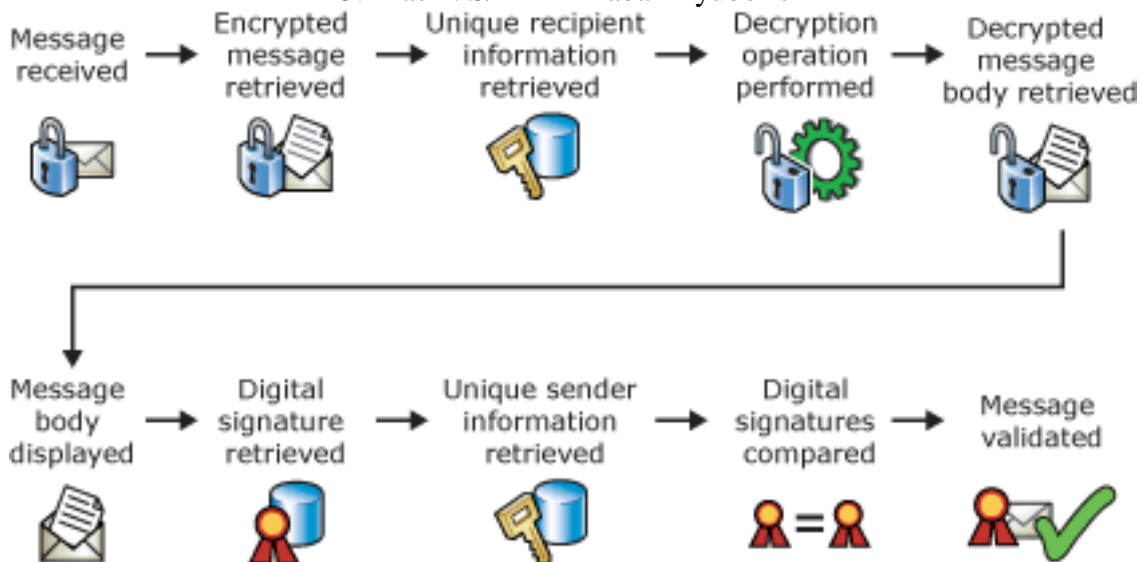 Message
received
Encrypted
message
retrieved
Unique recipient
information
retrieved
Decryption
operation
performed
Decrypted
message
body retrieved
Message
body
displayed
Digital
signature
retrieved
Unique sender
information
retrieved
Digital
signatures
compared
=
Message
validated